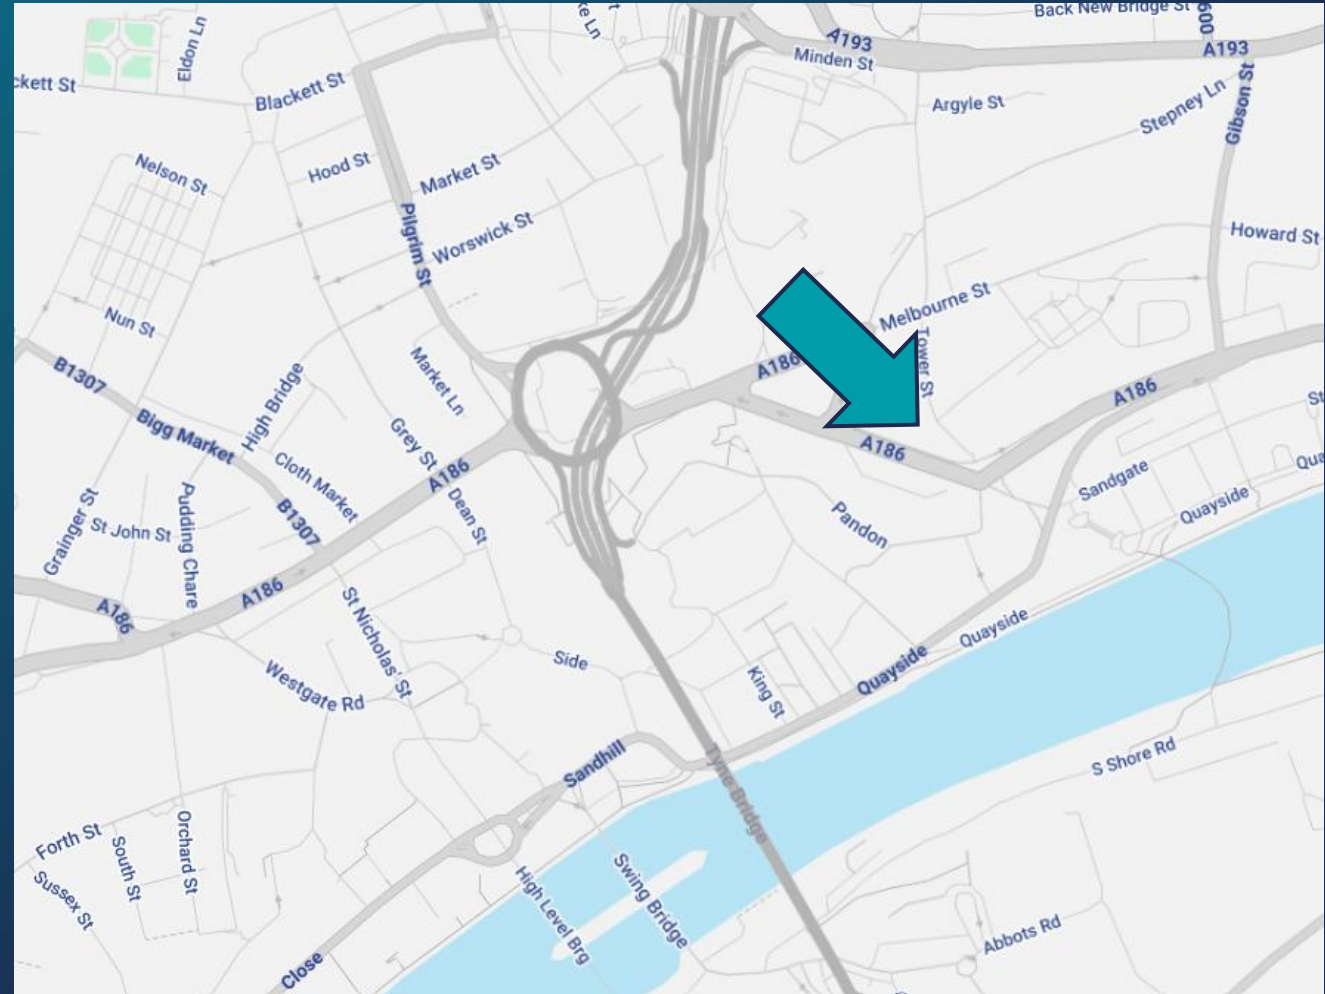 Back New Bridge St
A193
Minden St
A193
Eldon Ln
ckett St
Blackett St
Argyle St
Stepney Ln
Gibson St
Nelson St
Hood St
Market St
Pilgrim St
Worswick St
Howard St
Nun St
Melbourne St
Tower St
B1307
Market Ln
A186
A186
High Bridge
Bigg Market
Grey St
A186
A186
Cloth Market
Dean St
Sandgate
Quayside
Grainger St
St John St
Pudding Chare
B1307
Pandon
A186
A186
St Nicholas' St
Westgate Rd
Side
King St
Quayside
Quayside
Sandhill
Tyne Bridge
S Shore Rd
Forth St
South St
Orchard St
Sussex St
High Level Brg
Swing Bridge
Abbots Rd
Close